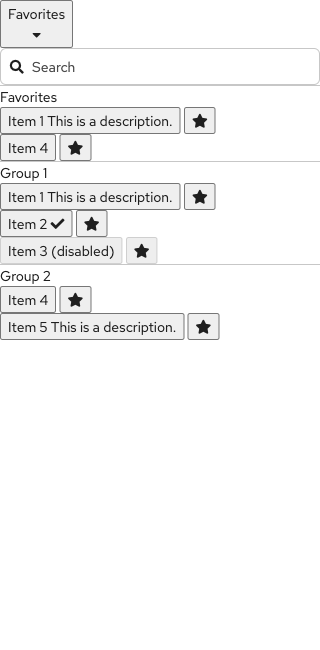 Favorites
Search
Favorites
Item 1 This is a description.
Item 4
Group 1
Item 1 This is a description.
Item 2
Item 3 (disabled)
Group 2
Item 4
Item 5 This is a description.